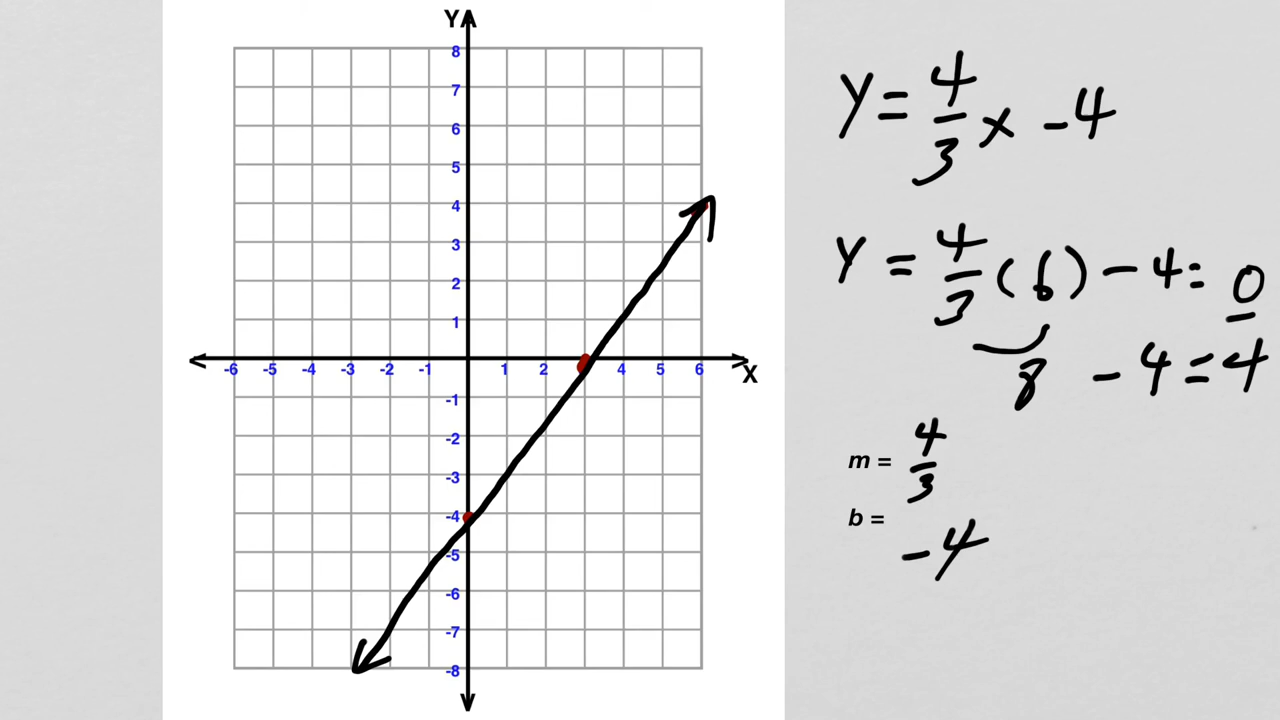 Y
8
7
6
5
4
3
2
1
-6 -5 -4 -3 -2 -1 1 2 4 5 6
X
-1
-2
-3
-4
-5
-6
-7
-8
y = 4/3 x - 4
y = 4/3 (6) - 4 = 0
8 - 4 = 4
m = 4/3
b = -4